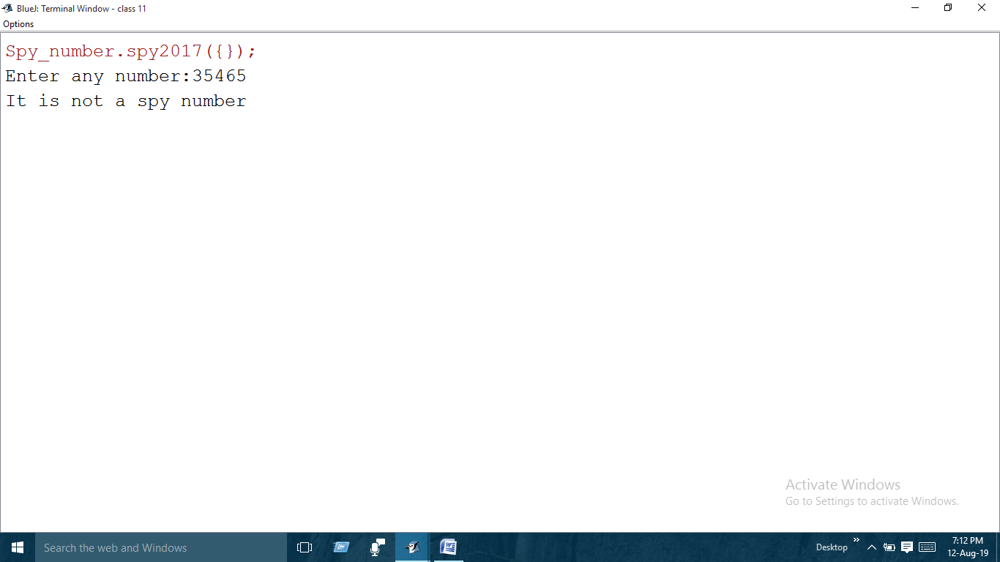 BlueJ: Terminal Window - class 11
Options
Spy_number.spy2017({});
Enter any number:35465
It is not a spy number
Activate Windows
Go to Settings to activate Windows.
Search the web and Windows
Desktop
7:12 PM
12-Aug-19